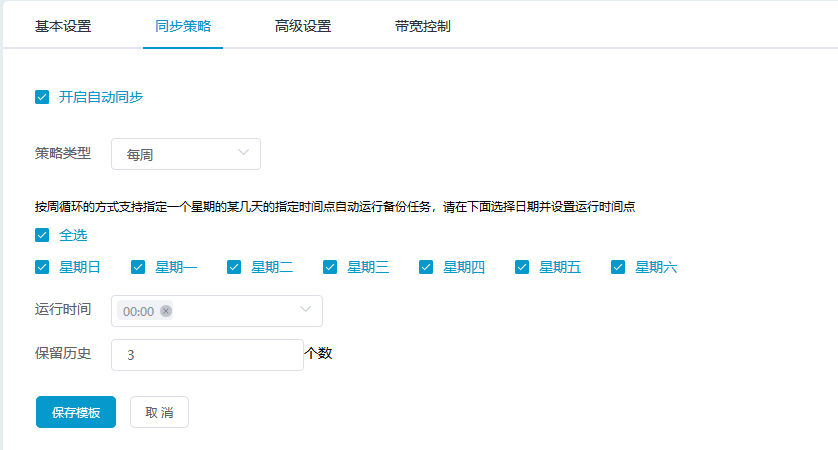 基本设置 同步策略 高级设置 带宽控制
开启自动同步
策略类型 每周
按周循环的方式支持指定一个星期的某几天的指定时间点自动运行备份任务，请在下面选择日期并设置运行时间点
全选
星期日 星期一 星期二 星期三 星期四 星期五 星期六
运行时间 00:00
保留历史 3 个数
保存模板 取 消